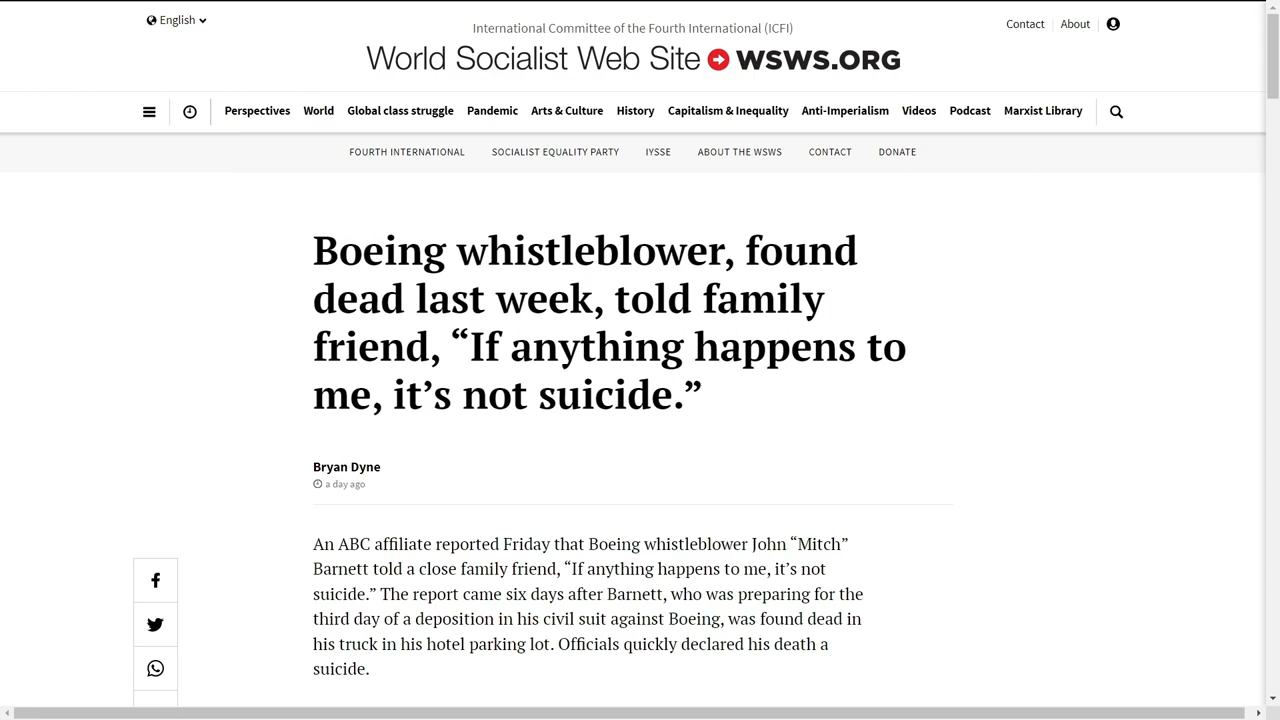 English
International Committee of the Fourth International (ICFI)
Contact
About
World Socialist Web Site WSWS.ORG
Perspectives
World
Global class struggle
Pandemic
Arts & Culture
History
Capitalism & Inequality
Anti-Imperialism
Videos
Podcast
Marxist Library
FOURTH INTERNATIONAL
SOCIALIST EQUALITY PARTY
IYSSE
ABOUT THE WSWS
CONTACT
DONATE
Boeing whistleblower, found
dead last week, told family
friend, “If anything happens to
me, it’s not suicide.”
Bryan Dyne
a day ago
An ABC affiliate reported Friday that Boeing whistleblower John “Mitch”
Barnett told a close family friend, “If anything happens to me, it’s not
suicide.” The report came six days after Barnett, who was preparing for the
third day of a deposition in his civil suit against Boeing, was found dead in
his truck in his hotel parking lot. Officials quickly declared his death a
suicide.